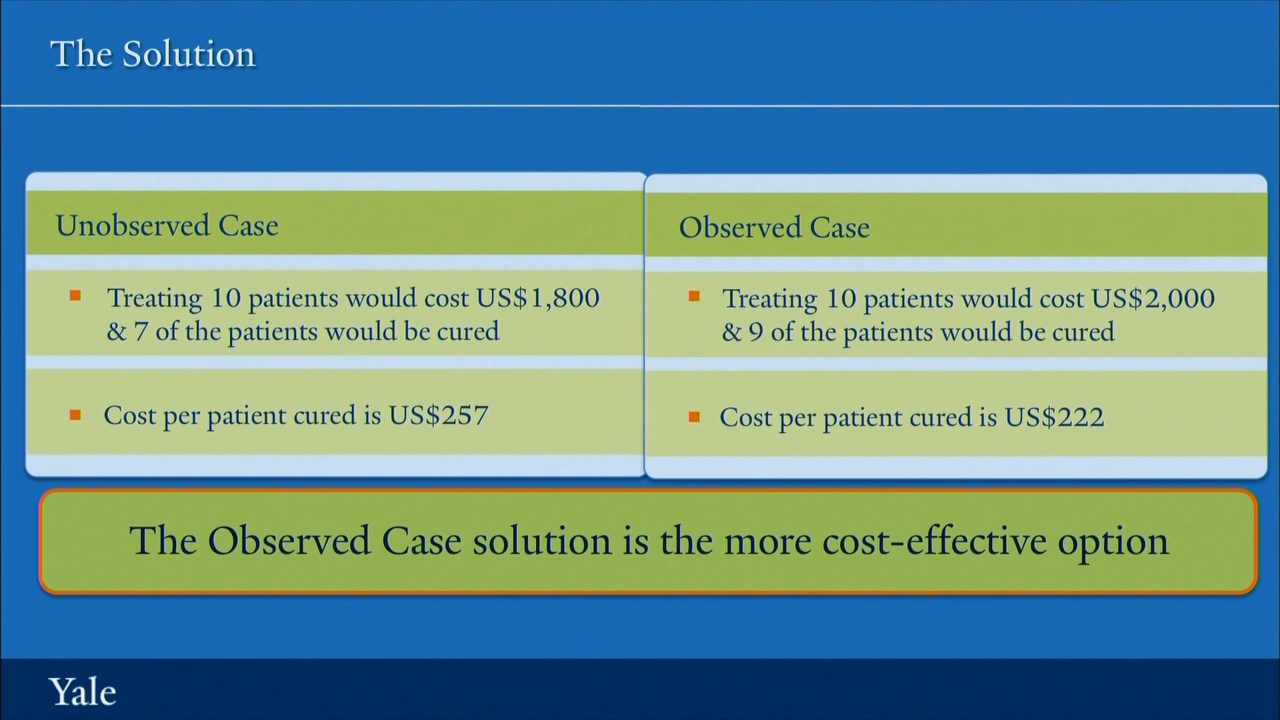 The Solution
Unobserved Case
Treating 10 patients would cost US$1,800
& 7 of the patients would be cured
Cost per patient cured is US$257
Observed Case
Treating 10 patients would cost US$2,000
& 9 of the patients would be cured
Cost per patient cured is US$222
The Observed Case solution is the more cost-effective option
Yale